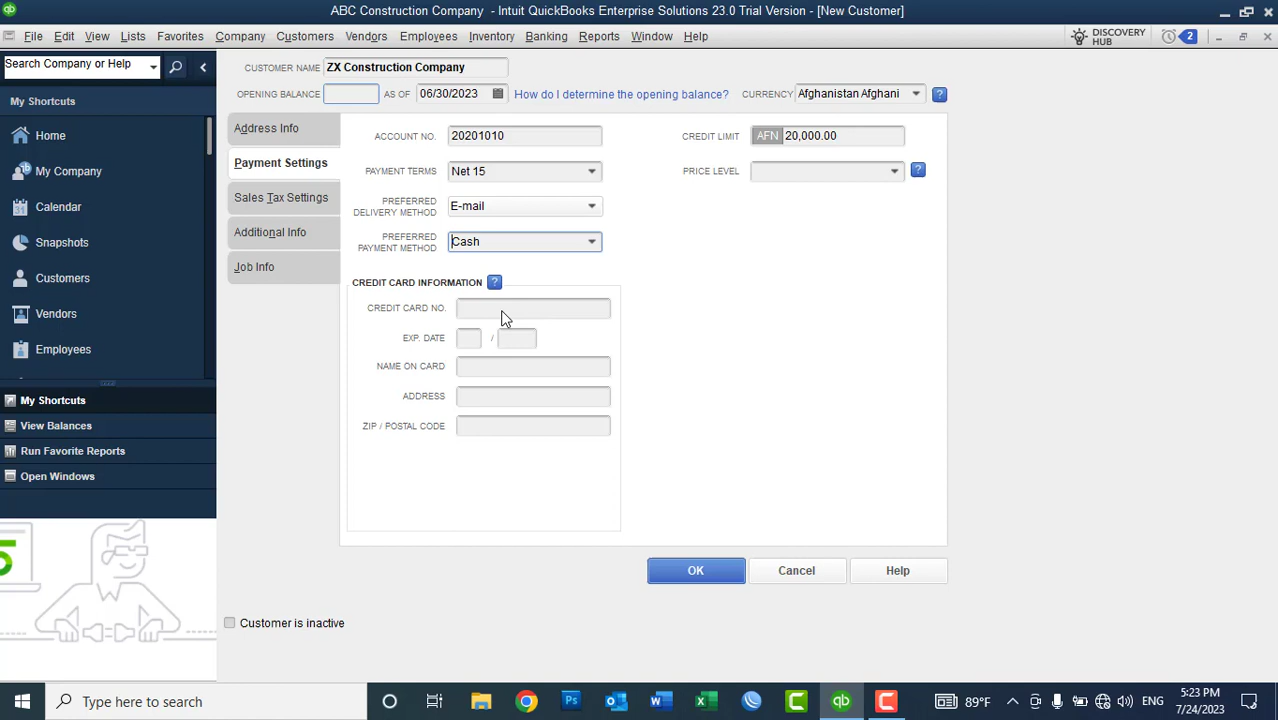 ABC Construction Company - Intuit QuickBooks Enterprise Solutions 23.0 Trial Version - [New Customer]
File Edit View Lists Favorites Company Customers Vendors Employees Inventory Banking Reports Window Help
DISCOVERY HUB
2
Search Company or Help
My Shortcuts
Home
My Company
Calendar
Snapshots
Customers
Vendors
Employees
My Shortcuts
View Balances
Run Favorite Reports
Open Windows
CUSTOMER NAME ZX Construction Company
OPENING BALANCE AS OF 06/30/2023 How do I determine the opening balance? CURRENCY Afghanistan Afghani ?
Address Info
Payment Settings
Sales Tax Settings
Additional Info
Job Info
ACCOUNT NO. 20201010
CREDIT LIMIT AFN 20,000.00
PAYMENT TERMS Net 15
PRICE LEVEL ?
PREFERRED DELIVERY METHOD E-mail
PREFERRED PAYMENT METHOD Cash
CREDIT CARD INFORMATION ?
CREDIT CARD NO.
EXP. DATE /
NAME ON CARD
ADDRESS
ZIP / POSTAL CODE
OK Cancel Help
Customer is inactive
Type here to search
Ps
qb
89°F
ENG
5:23 PM
7/24/2023